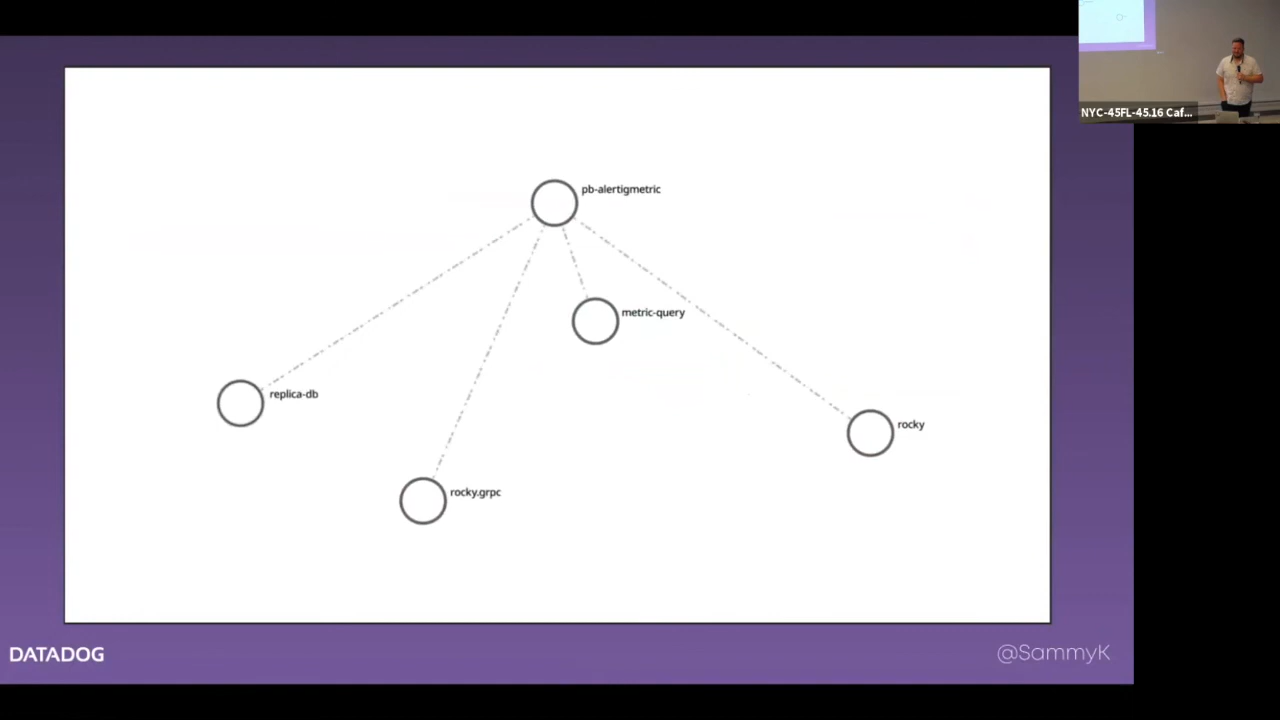 NYC-45FL-45.16 Caf...
pb-alertigmetric
metric-query
replica-db
rocky
rocky.grpc
DATADOG
@SammyK